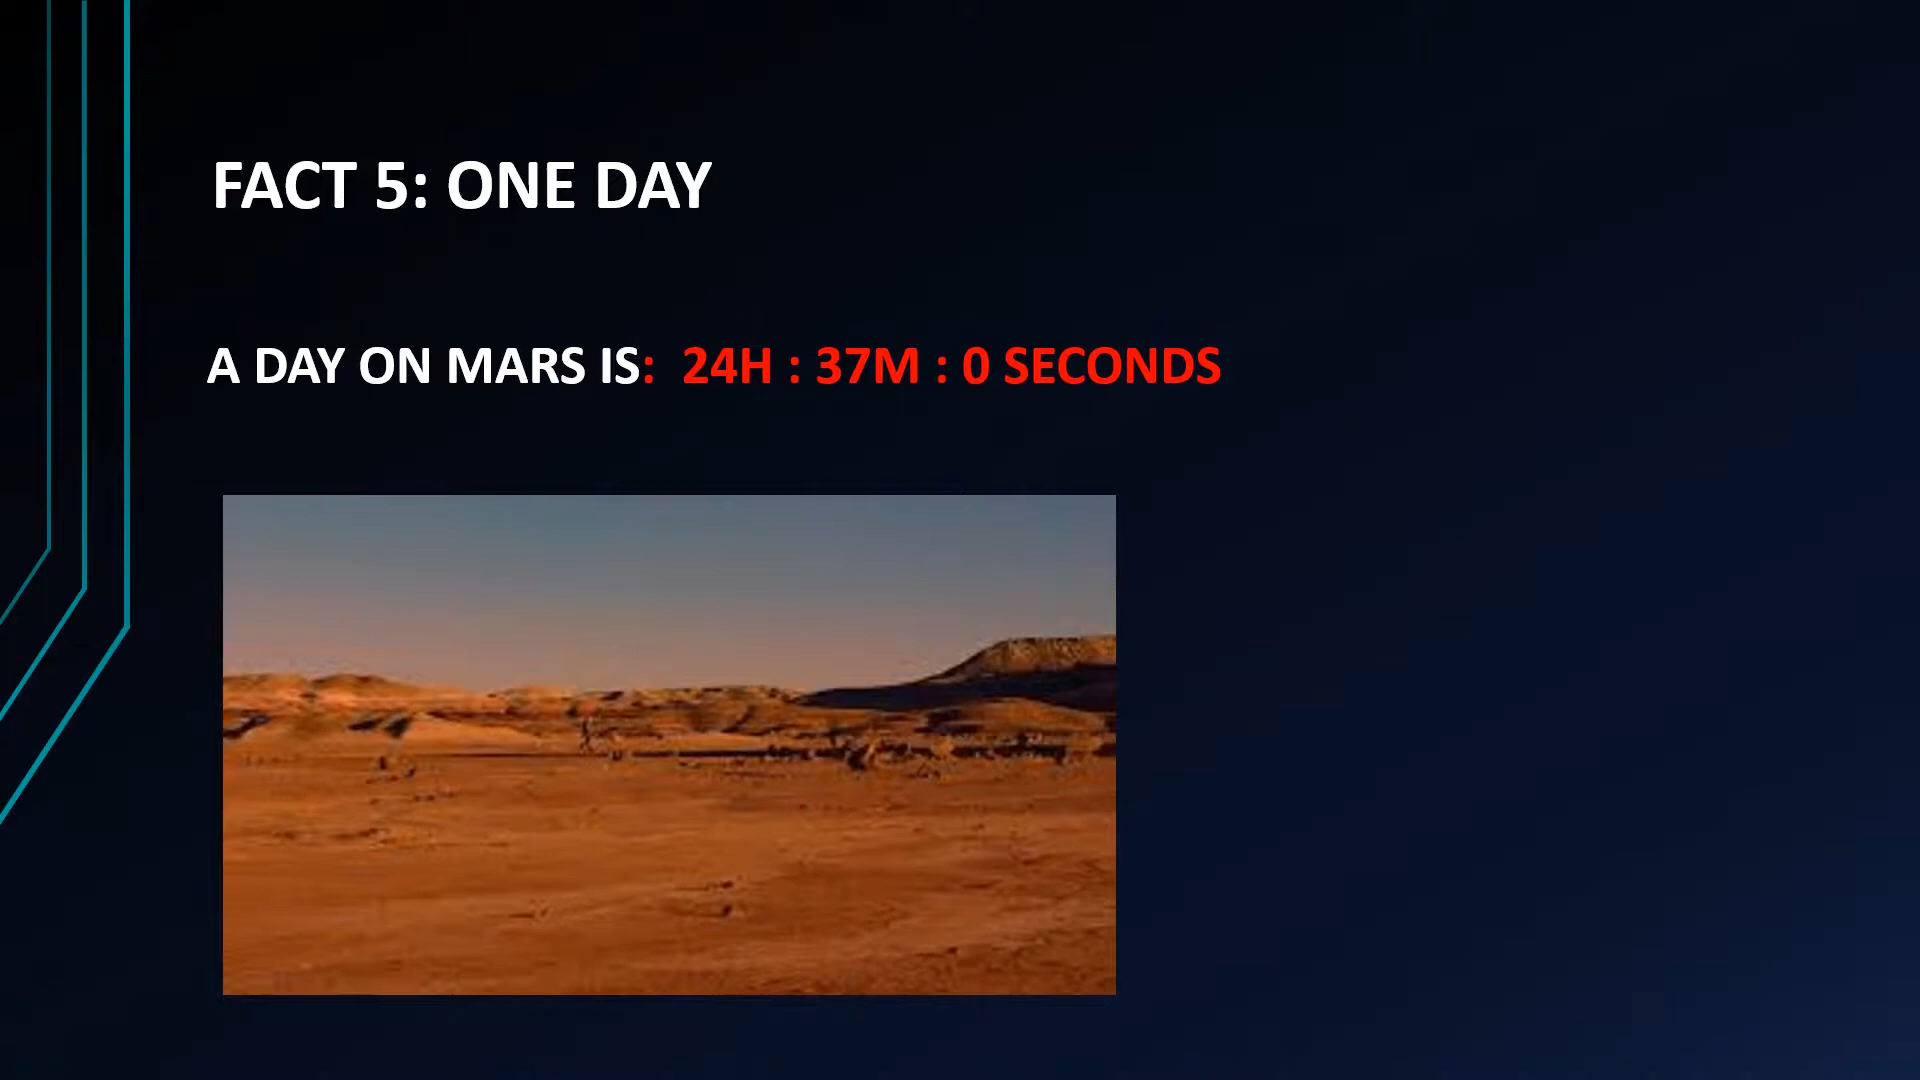 FACT 5: ONE DAY
A DAY ON MARS IS: 24H : 37M : 0 SECONDS